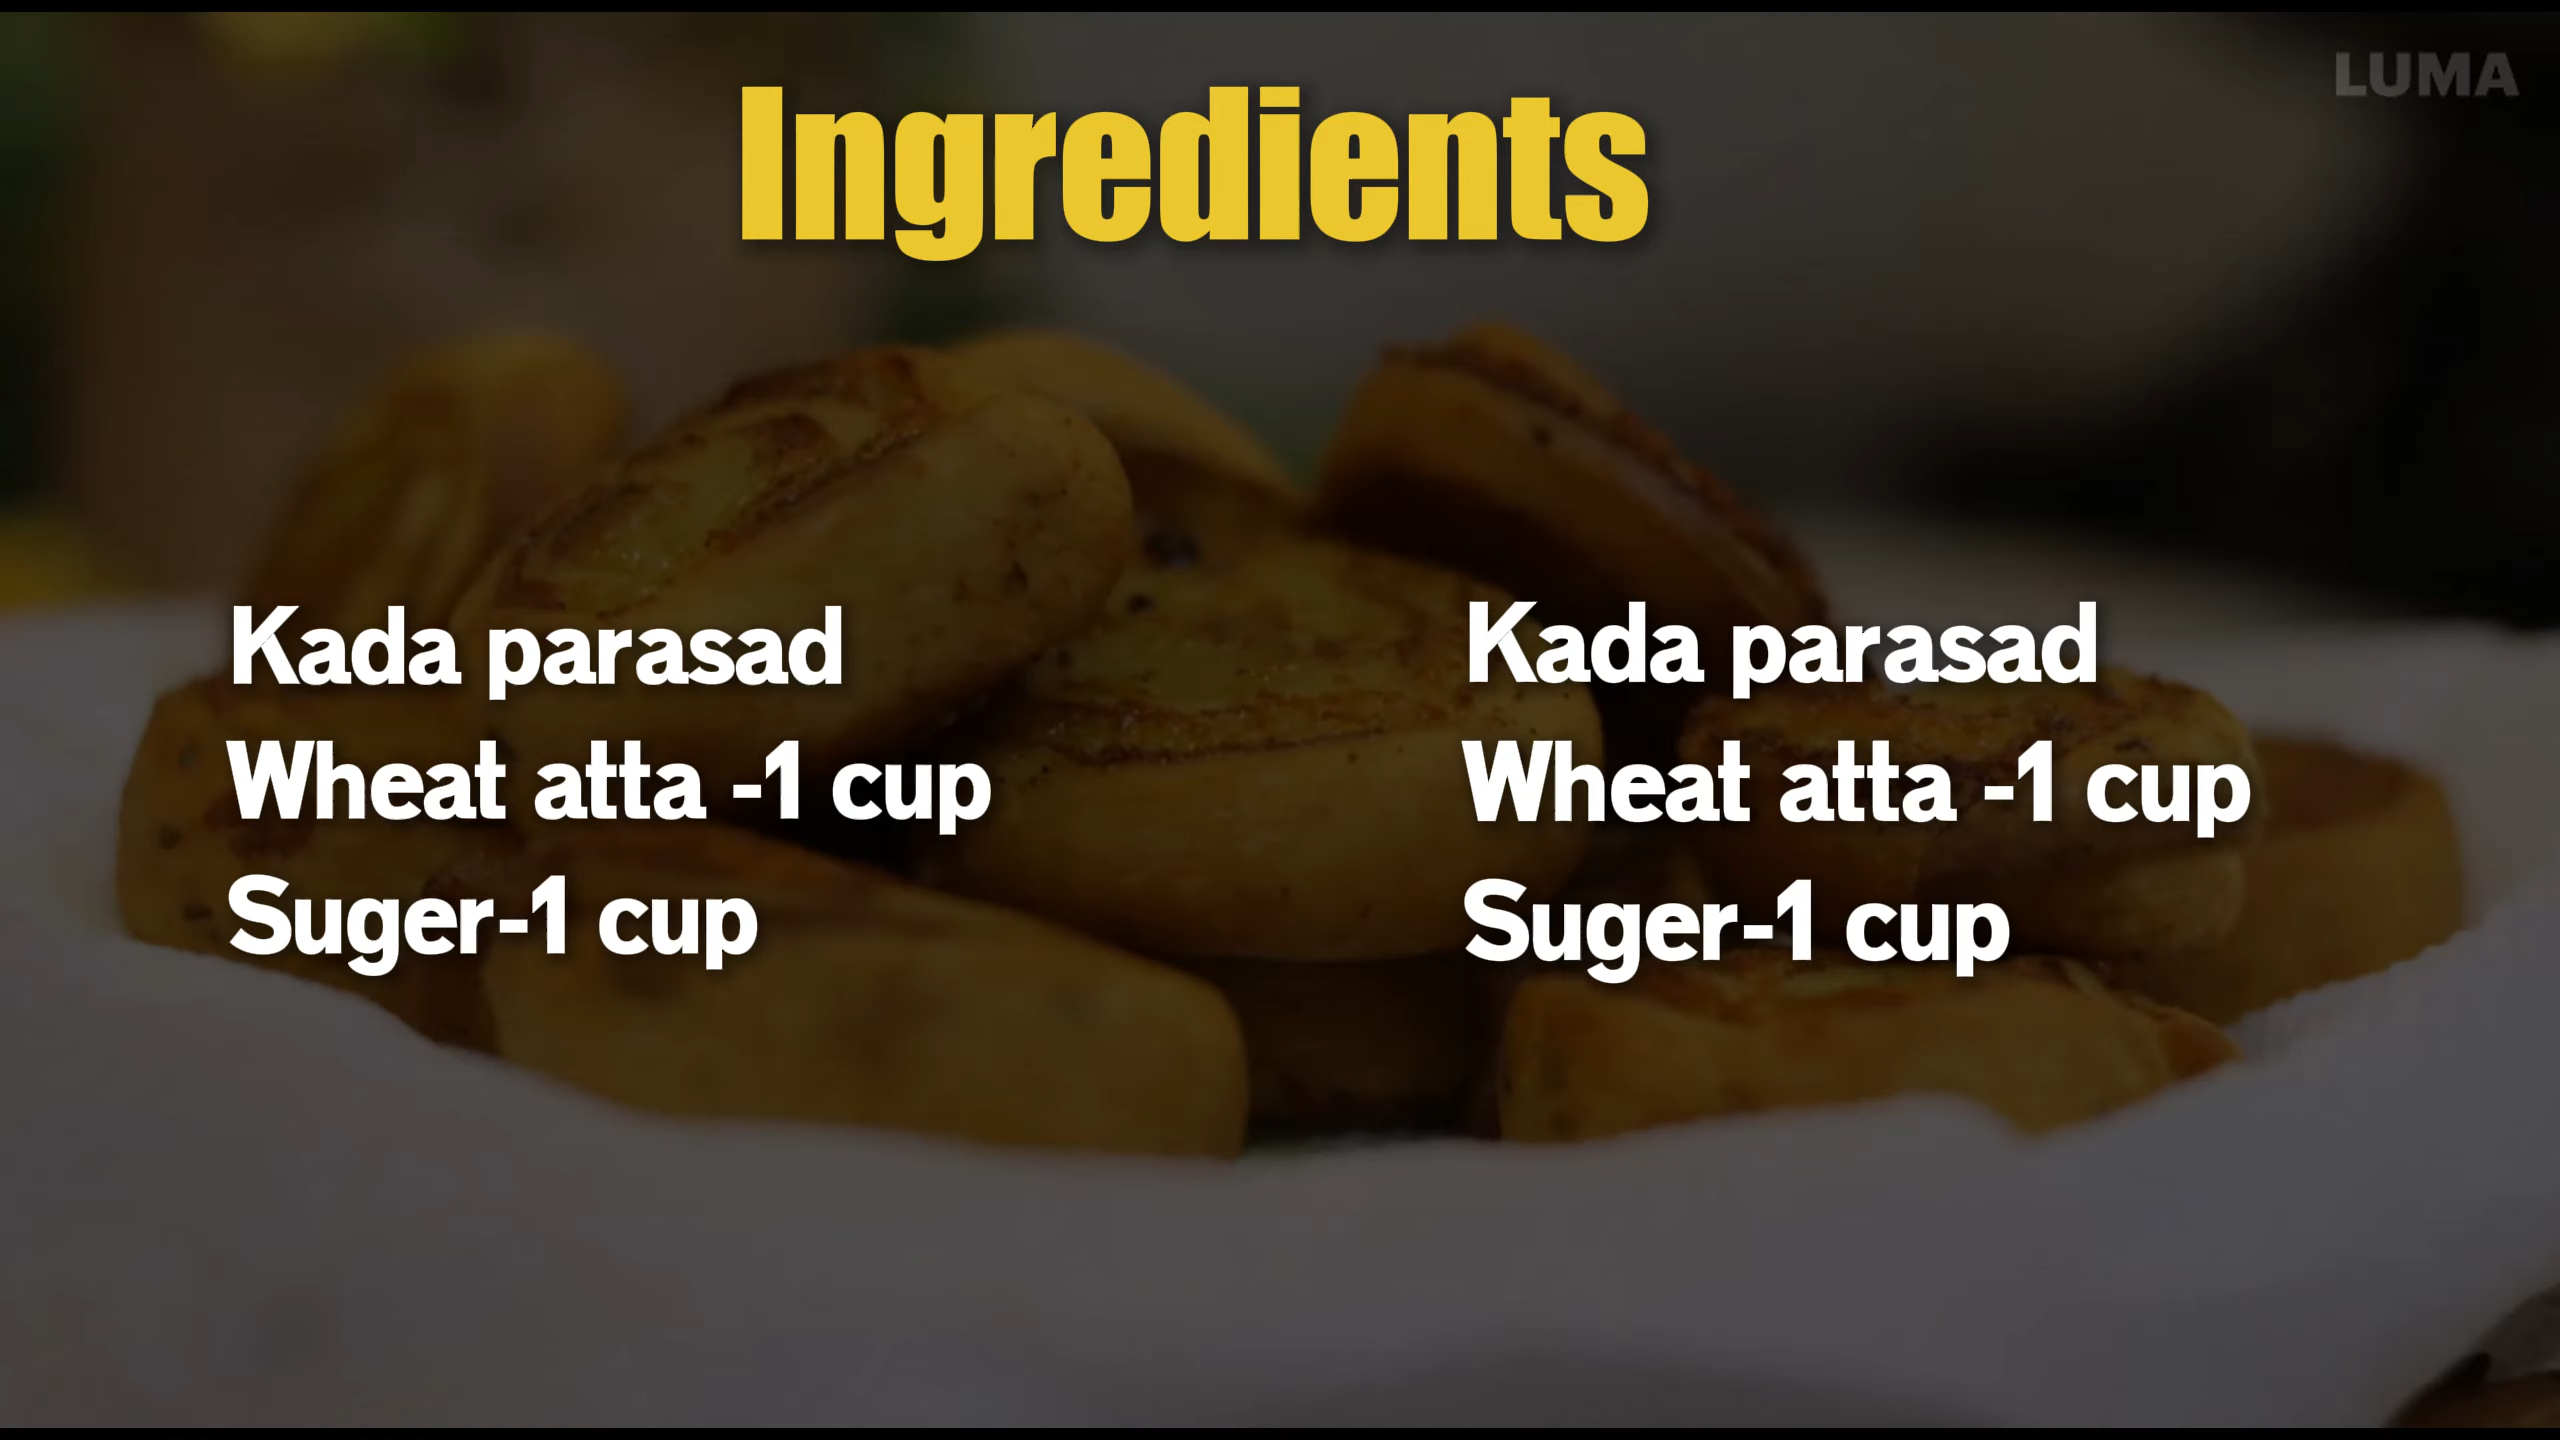 LUMA
Ingredients
Kada parasad
Wheat atta -1 cup
Suger-1 cup
Kada parasad
Wheat atta -1 cup
Suger-1 cup